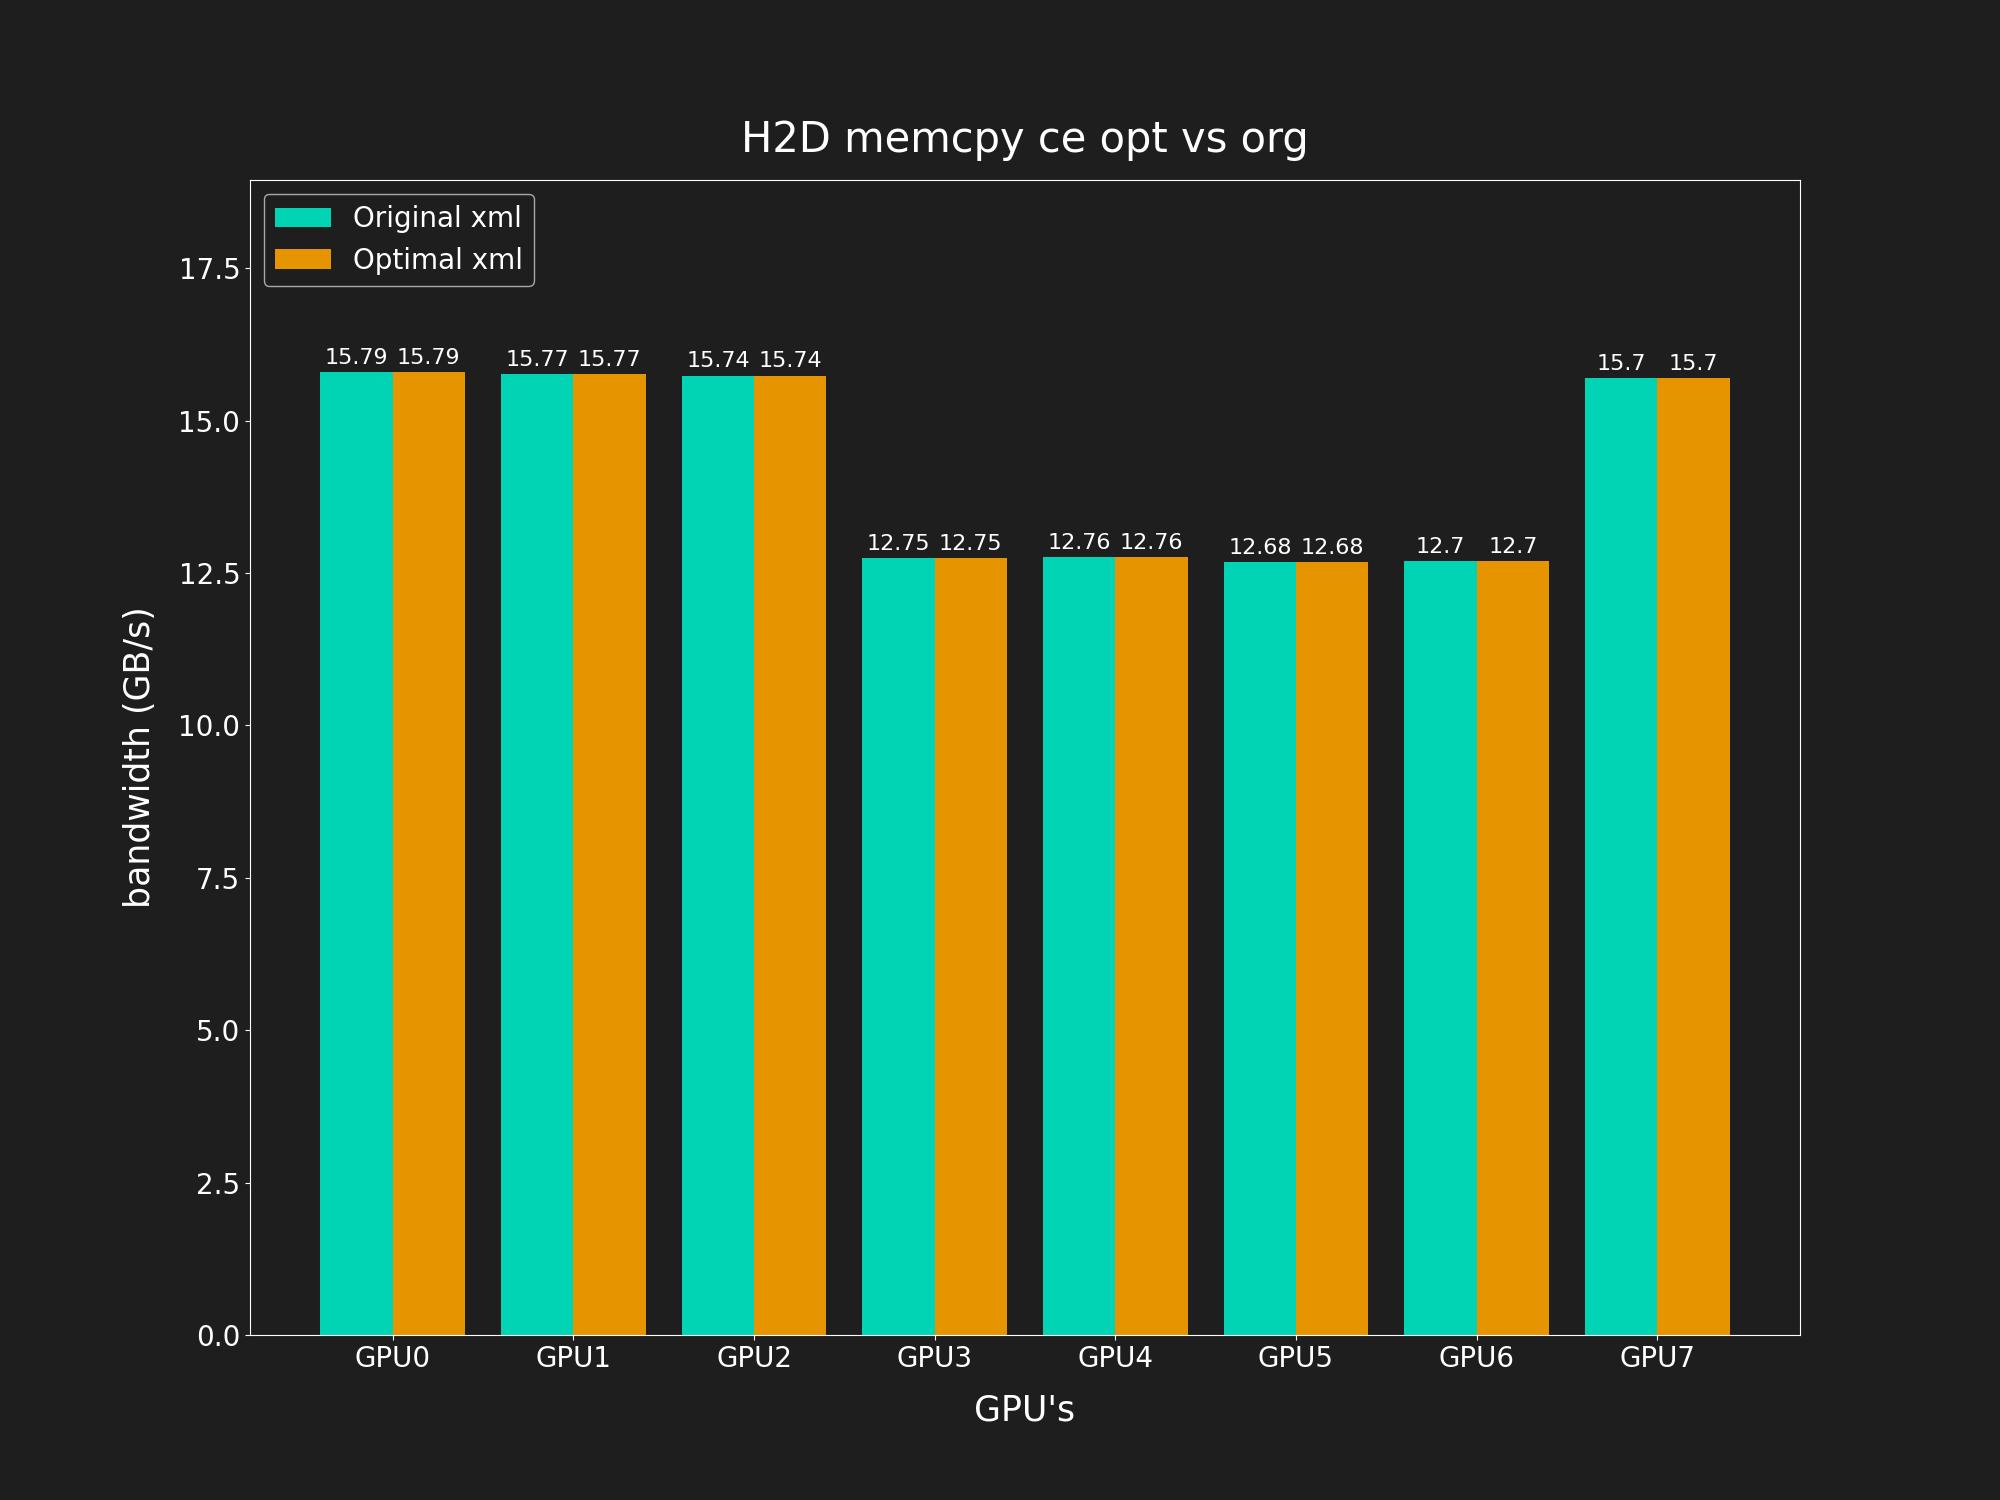 H2D memcpy ce opt vs org
Original xml
Optimal xml
17.5
15.0
12.5
10.0
7.5
5.0
2.5
0.0
bandwidth (GB/s)
15.79 15.79 15.77 15.77 15.74 15.74 12.75 12.75 12.76 12.76 12.68 12.68 12.7 12.7 15.7 15.7
GPU0 GPU1 GPU2 GPU3 GPU4 GPU5 GPU6 GPU7
GPU's